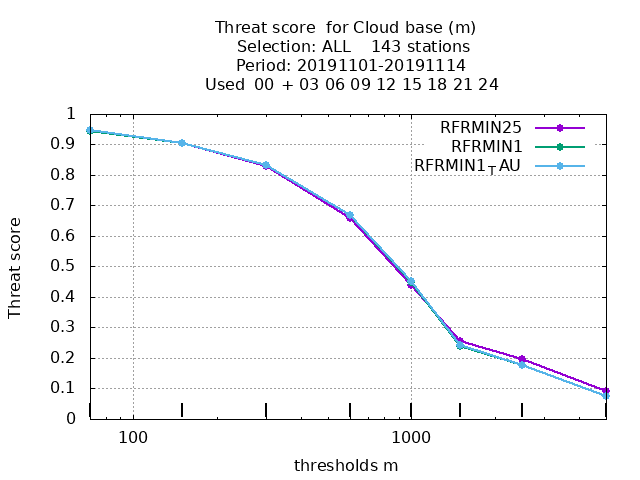 Threat score  for Cloud base (m)
Selection: ALL    143 stations
Period: 20191101-20191114
Used  00  + 03 06 09 12 15 18 21 24
RFRMIN25
RFRMIN1
RFRMIN1TAU
1
0.9
0.8
0.7
0.6
0.5
0.4
0.3
0.2
0.1
0
Threat score
100 1000
thresholds m